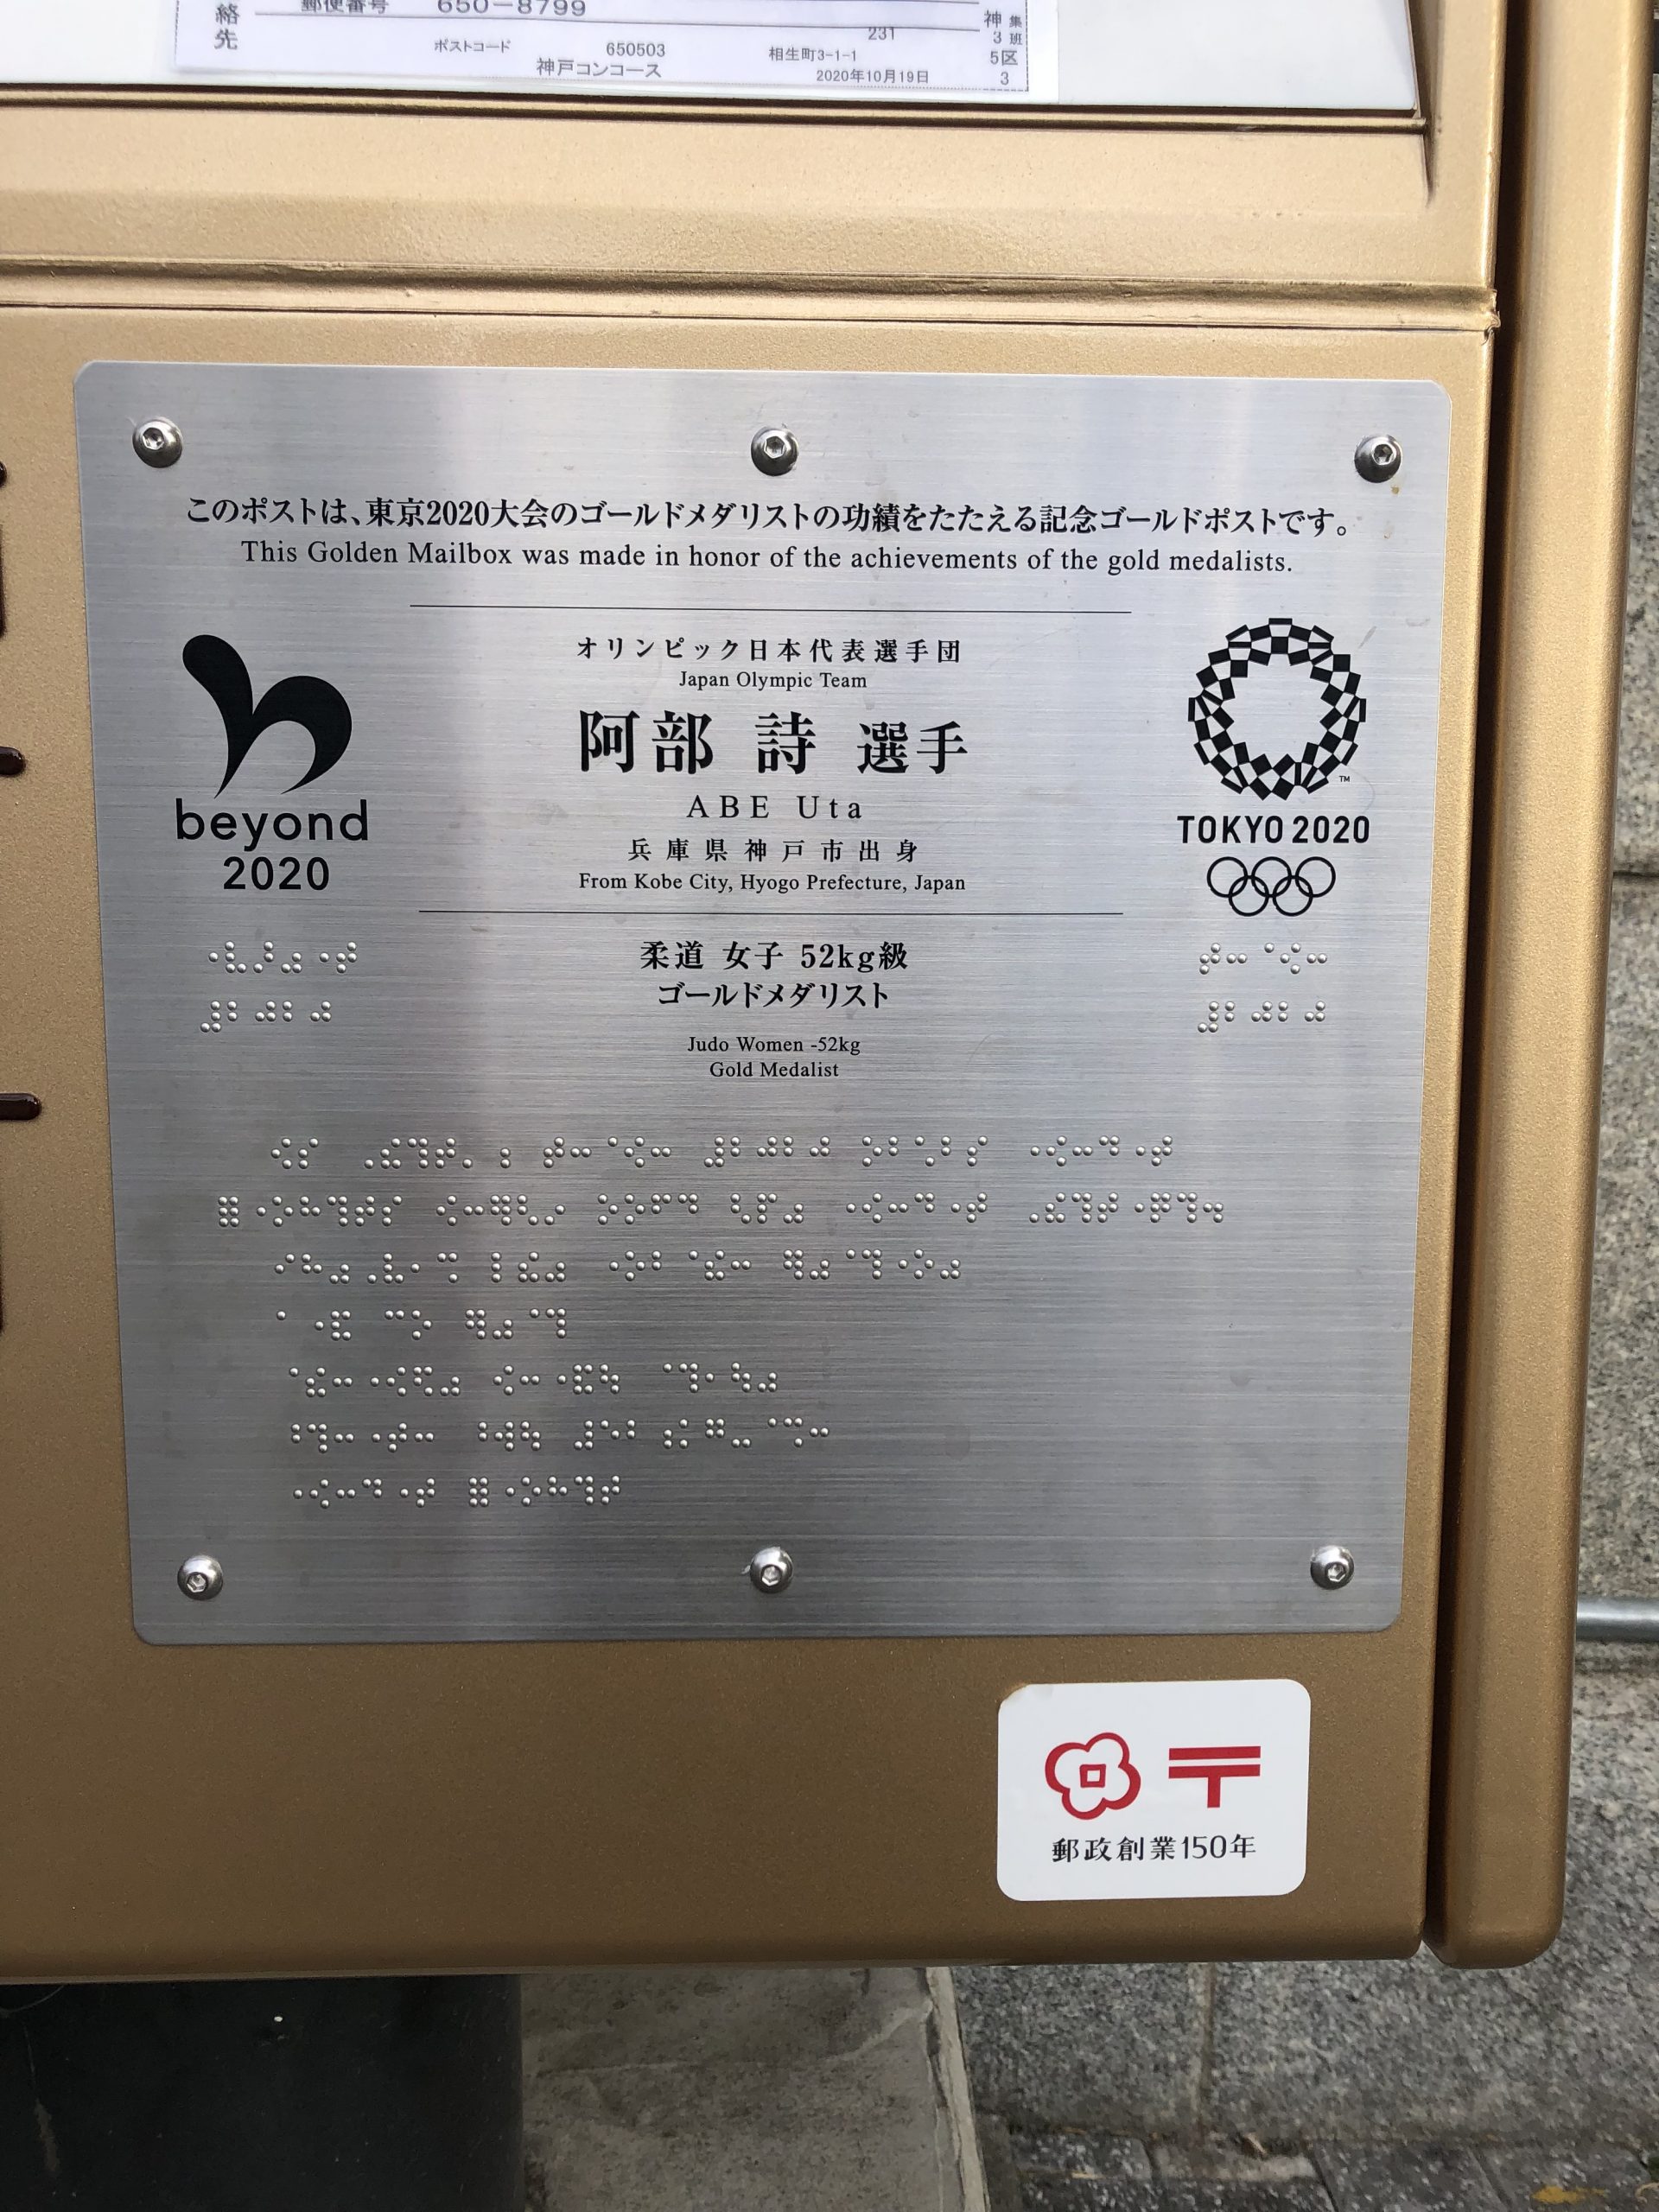 絡先
郵便番号 650-8799
ポストコード 650503
神戸コンコース
231
相生町3-1-1
2020年10月19日
神 集
3 班
5区
3
このポストは、東京2020大会のゴールドメダリストの功績をたたえる記念ゴールドポストです。
This Golden Mailbox was made in honor of the achievements of the gold medalists.
オリンピック日本代表選手団
Japan Olympic Team
阿部 詩 選手
ABE Uta
兵庫県神戸市出身
From Kobe City, Hyogo Prefecture, Japan
beyond
2020
TM
TOKYO 2020
柔道 女子 52kg級
ゴールドメダリスト
Judo Women -52kg
Gold Medalist
郵政創業150年